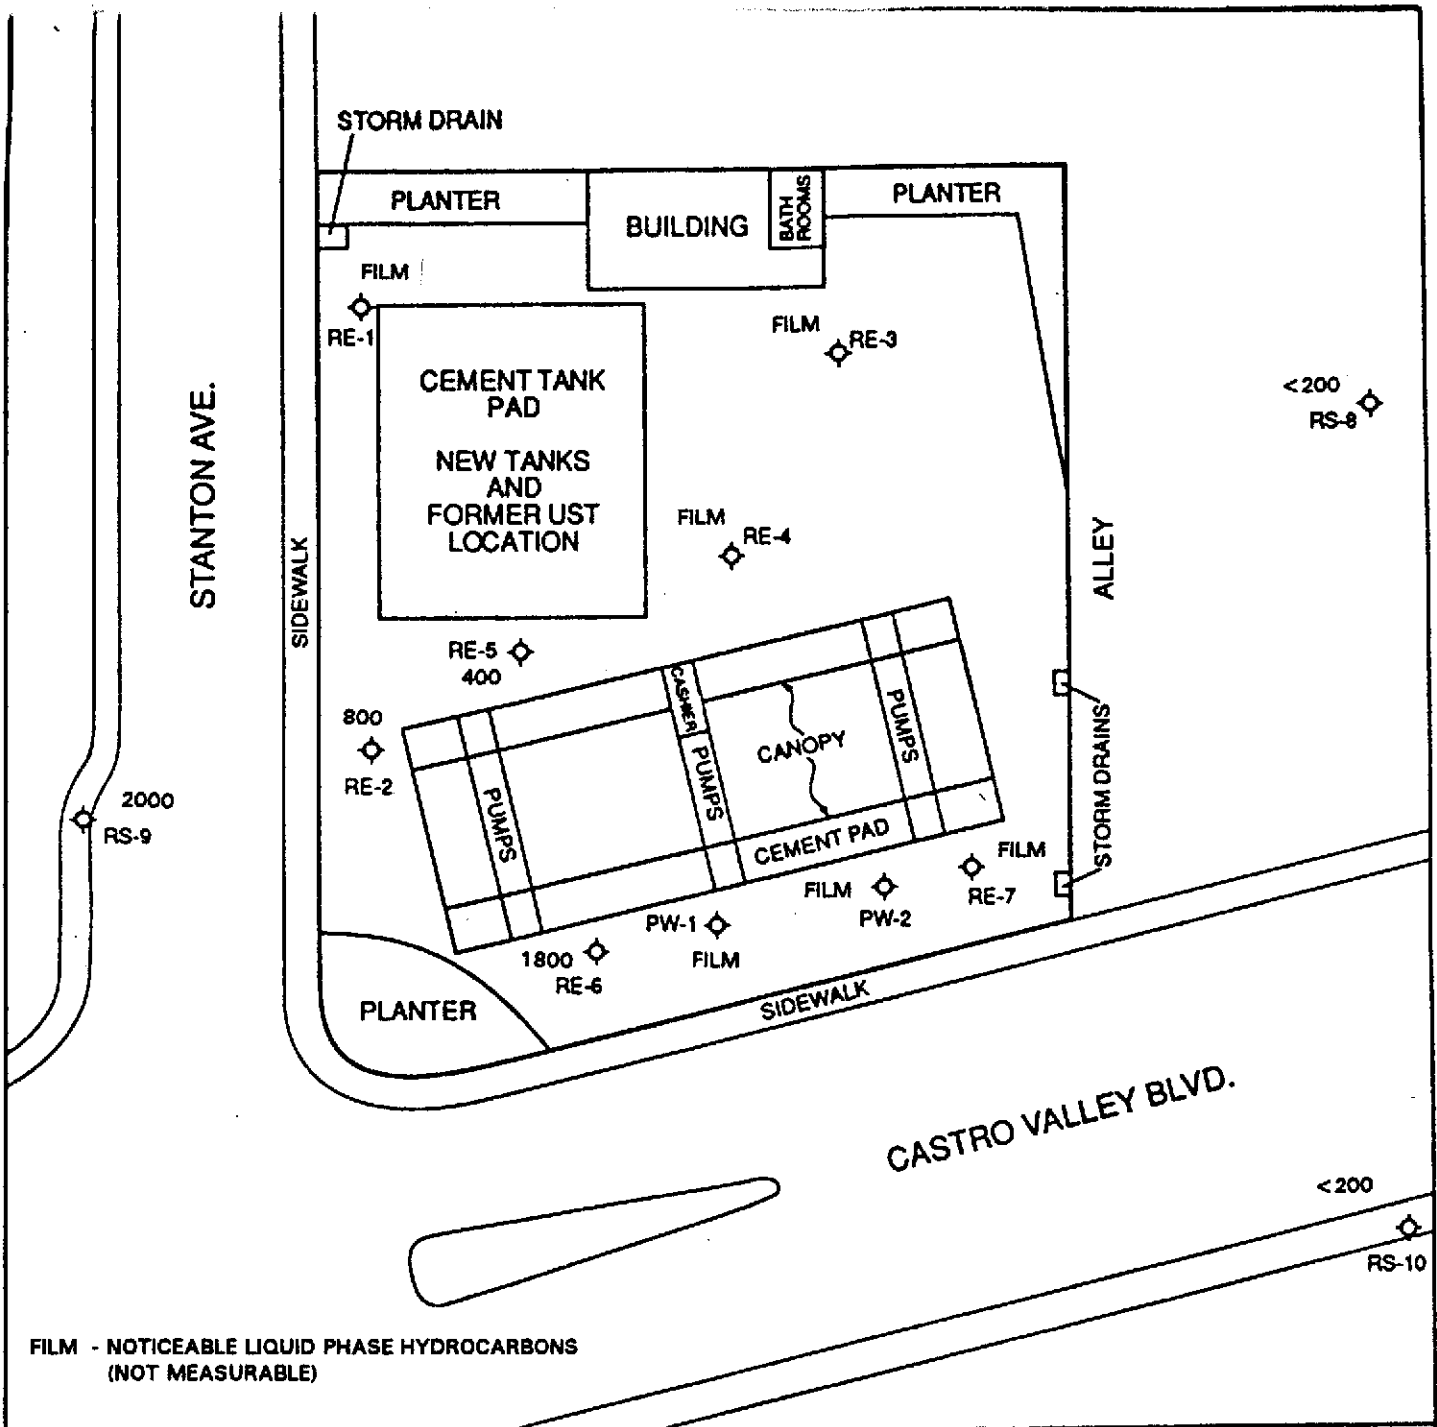 STORM DRAIN
PLANTER
BUILDING
BATH
ROOMS
PLANTER
FILM
RE-1
CEMENT TANK
PAD
NEW TANKS
AND
FORMER UST
LOCATION
FILM
RE-3
<200
RS-8
STANTON AVE.
SIDEWALK
FILM
RE-4
ALLEY
RE-5
400
800
RE-2
2000
RS-9
CASHIER
PUMPS
PUMPS
PUMPS
CANOPY
CEMENT PAD
STORM DRAINS
FILM
RE-7
FILM
PW-2
PW-1
FILM
1800
RE-6
PLANTER
SIDEWALK
CASTRO VALLEY BLVD.
<200
RS-10
FILM - NOTICEABLE LIQUID PHASE HYDROCARBONS
(NOT MEASURABLE)